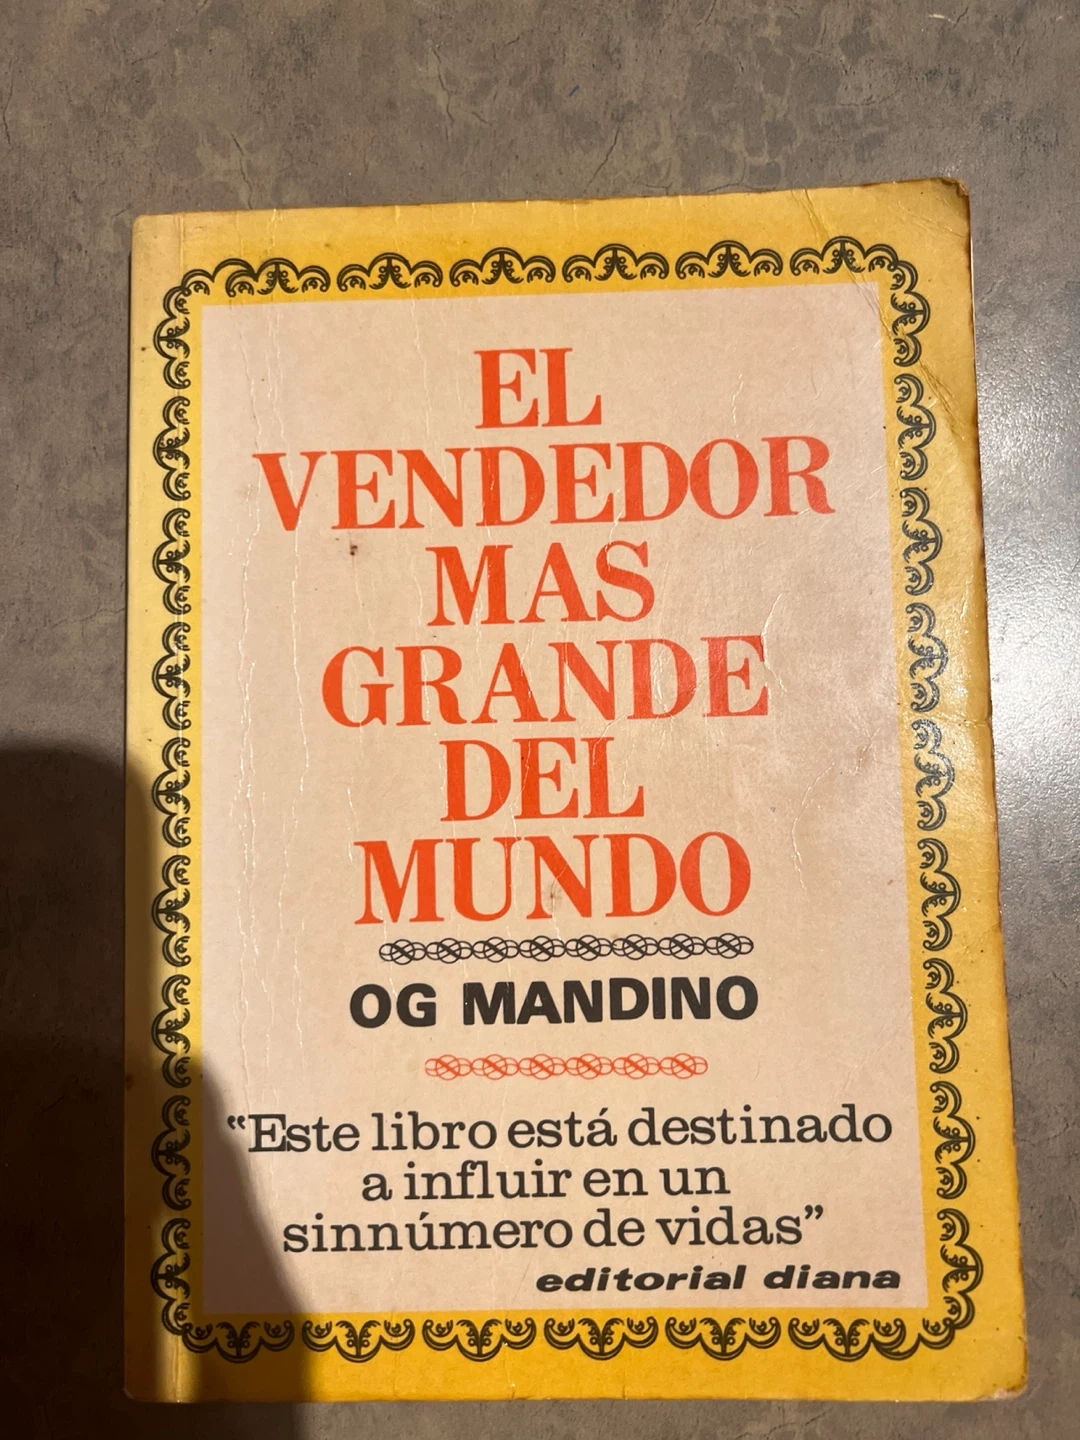 EL
VENDEDOR
MAS
GRANDE
DEL
MUNDO
OG MANDINO
“Este libro está destinado
a influir en un
sinnúmero de vidas”
editorial diana